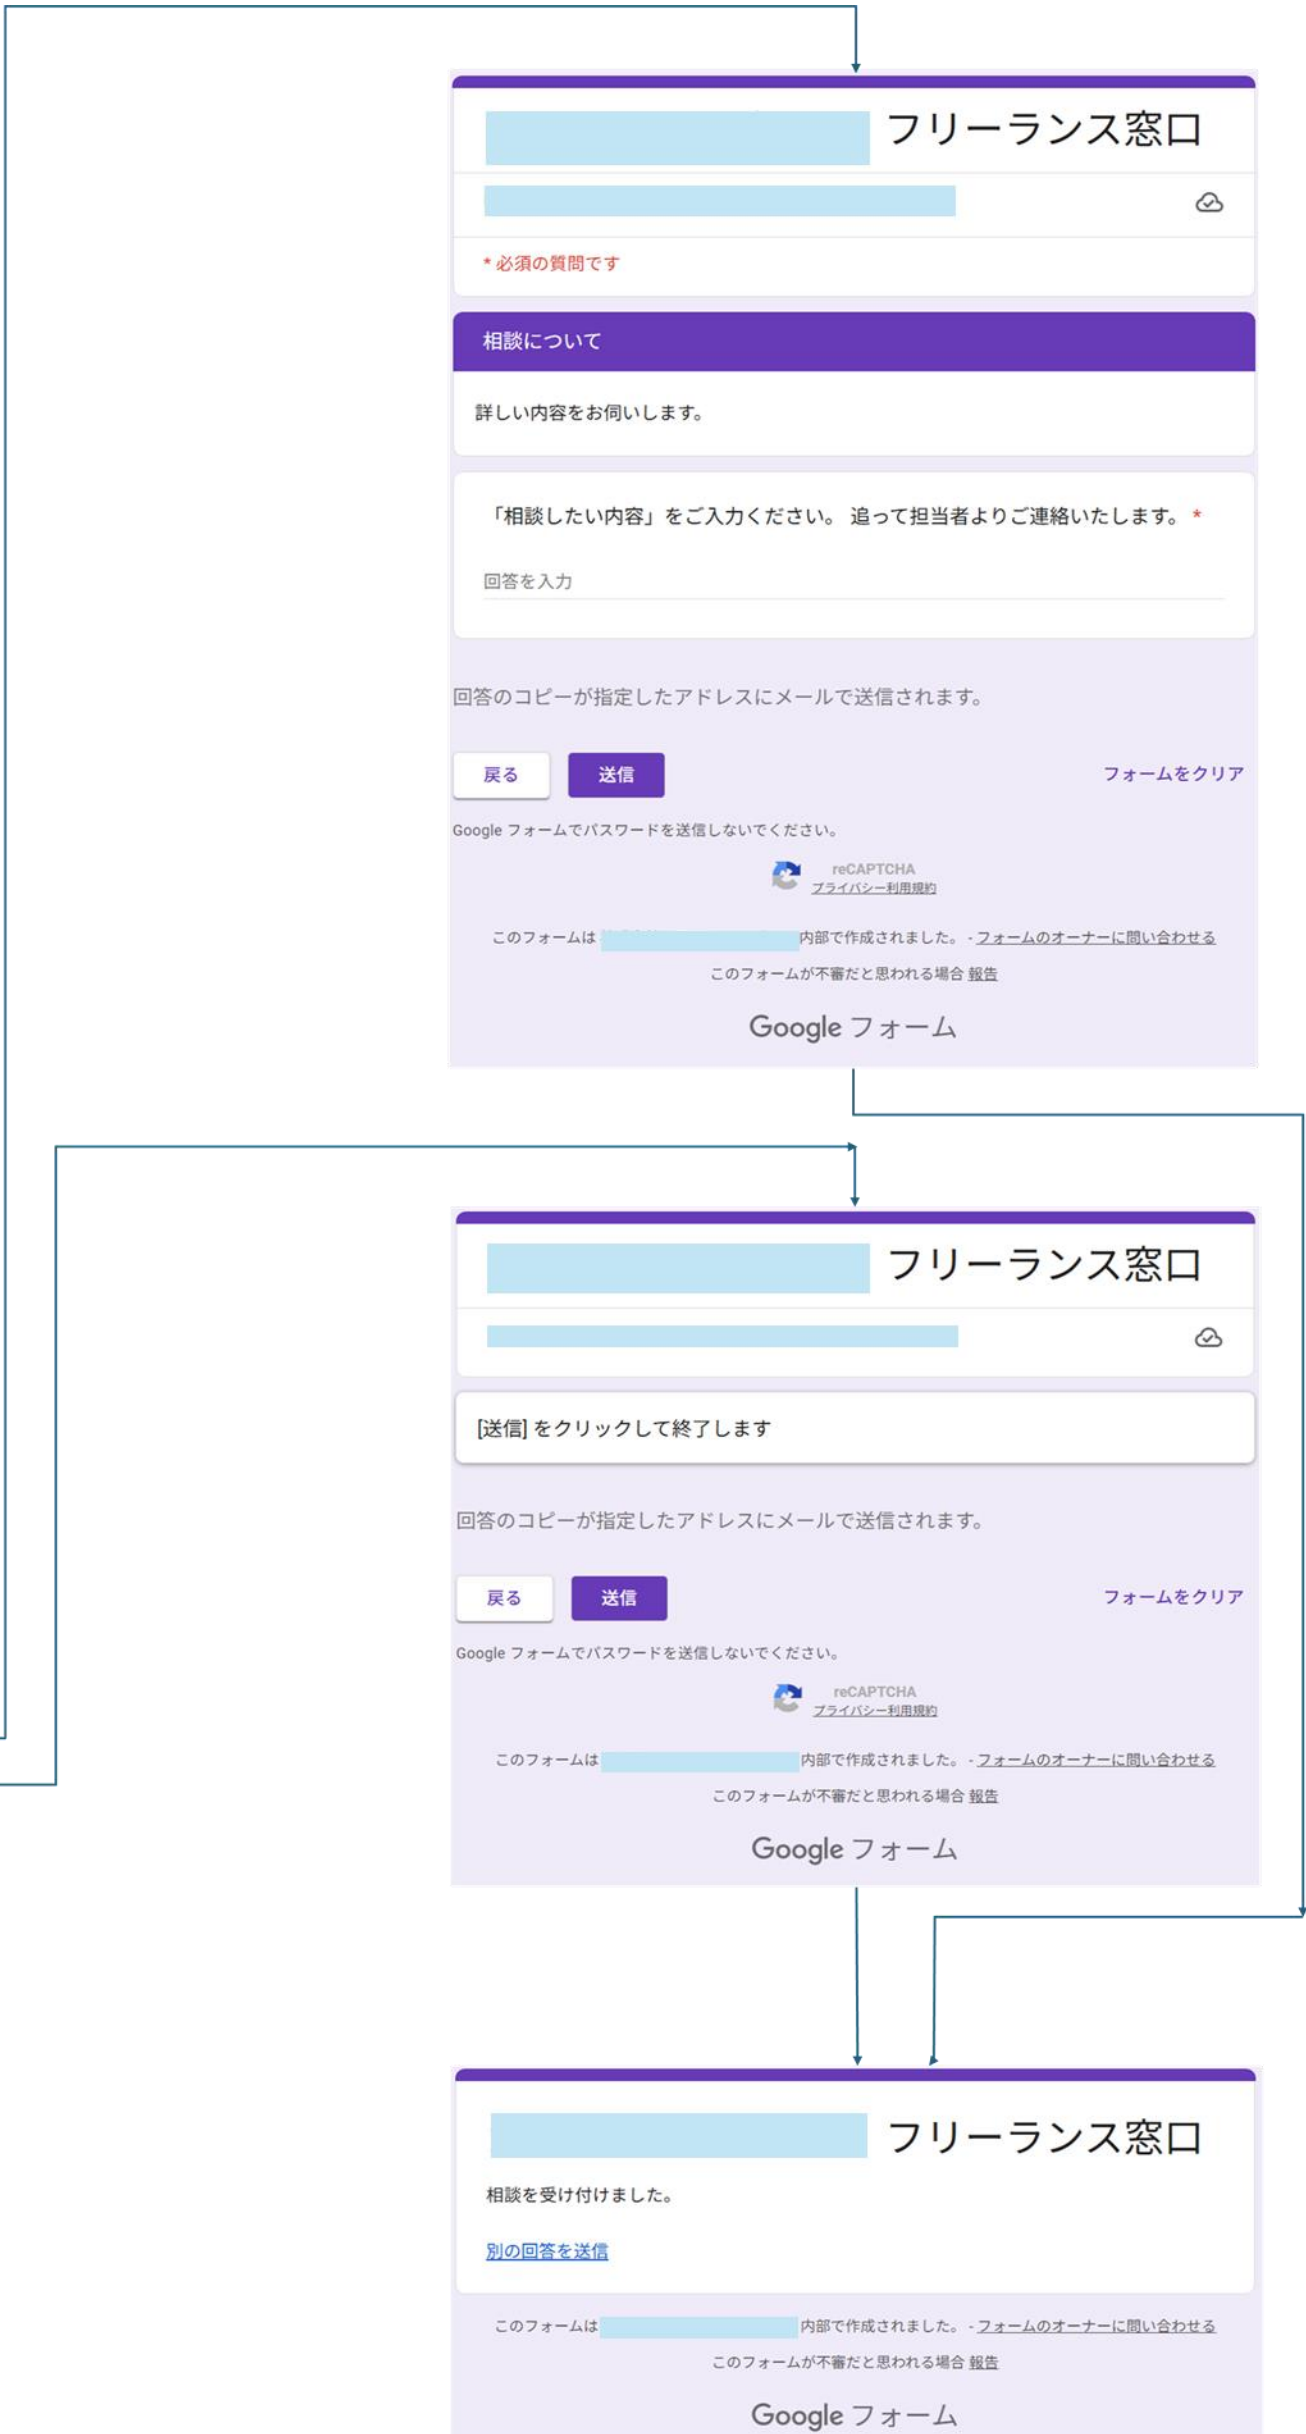 フリーランス窓口
* 必須の質問です
相談について
詳しい内容をお伺いします。
「相談したい内容」をご入力ください。 追って担当者よりご連絡いたします。 *
回答を入力
回答のコピーが指定したアドレスにメールで送信されます。
戻る 送信 フォームをクリア
Google フォームでパスワードを送信しないでください。
reCAPTCHA
プライバシー利用規約
このフォームは 内部で作成されました。 - フォームのオーナーに問い合わせる
このフォームが不審だと思われる場合 報告
Google フォーム
フリーランス窓口
[送信] をクリックして終了します
回答のコピーが指定したアドレスにメールで送信されます。
戻る 送信 フォームをクリア
Google フォームでパスワードを送信しないでください。
reCAPTCHA
プライバシー利用規約
このフォームは 内部で作成されました。 - フォームのオーナーに問い合わせる
このフォームが不審だと思われる場合 報告
Google フォーム
フリーランス窓口
相談を受け付けました。
別の回答を送信
このフォームは 内部で作成されました。 - フォームのオーナーに問い合わせる
このフォームが不審だと思われる場合 報告
Google フォーム